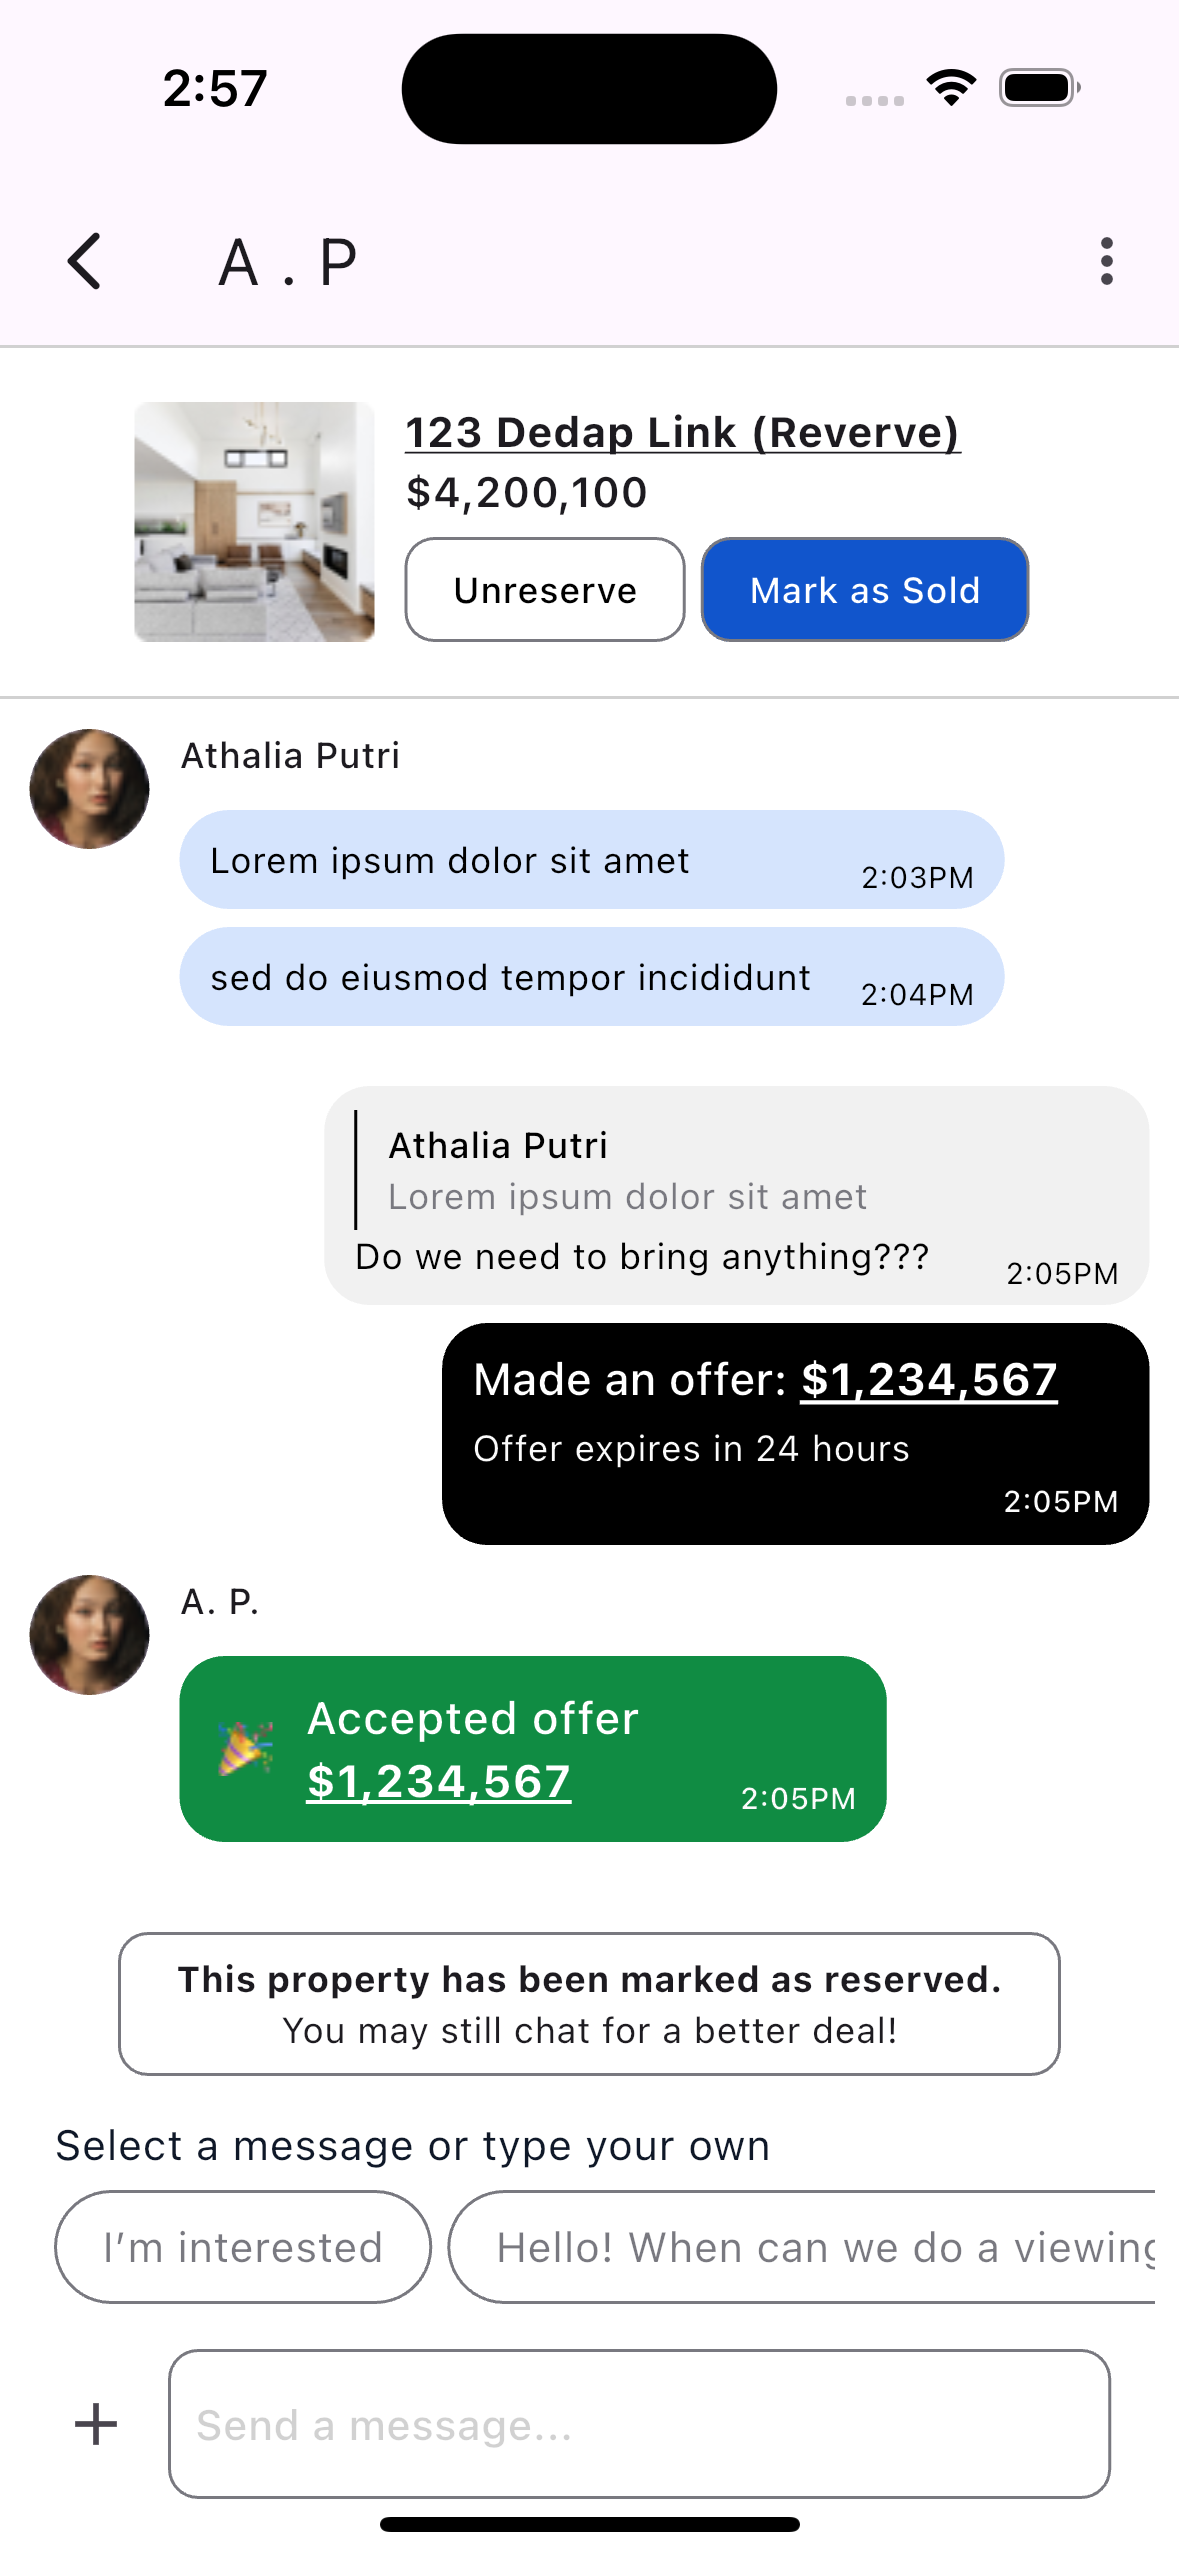 2:57
A . P
123 Dedap Link (Reverve)
$4,200,100
Unreserve
Mark as Sold
Athalia Putri
Lorem ipsum dolor sit amet
2:03PM
sed do eiusmod tempor incididunt
2:04PM
Athalia Putri
Lorem ipsum dolor sit amet
Do we need to bring anything???
2:05PM
Made an offer: $1,234,567
Offer expires in 24 hours
2:05PM
A. P.
Accepted offer
$1,234,567
2:05PM
This property has been marked as reserved.
You may still chat for a better deal!
Select a message or type your own
I'm interested
Hello! When can we do a viewing
Send a message...